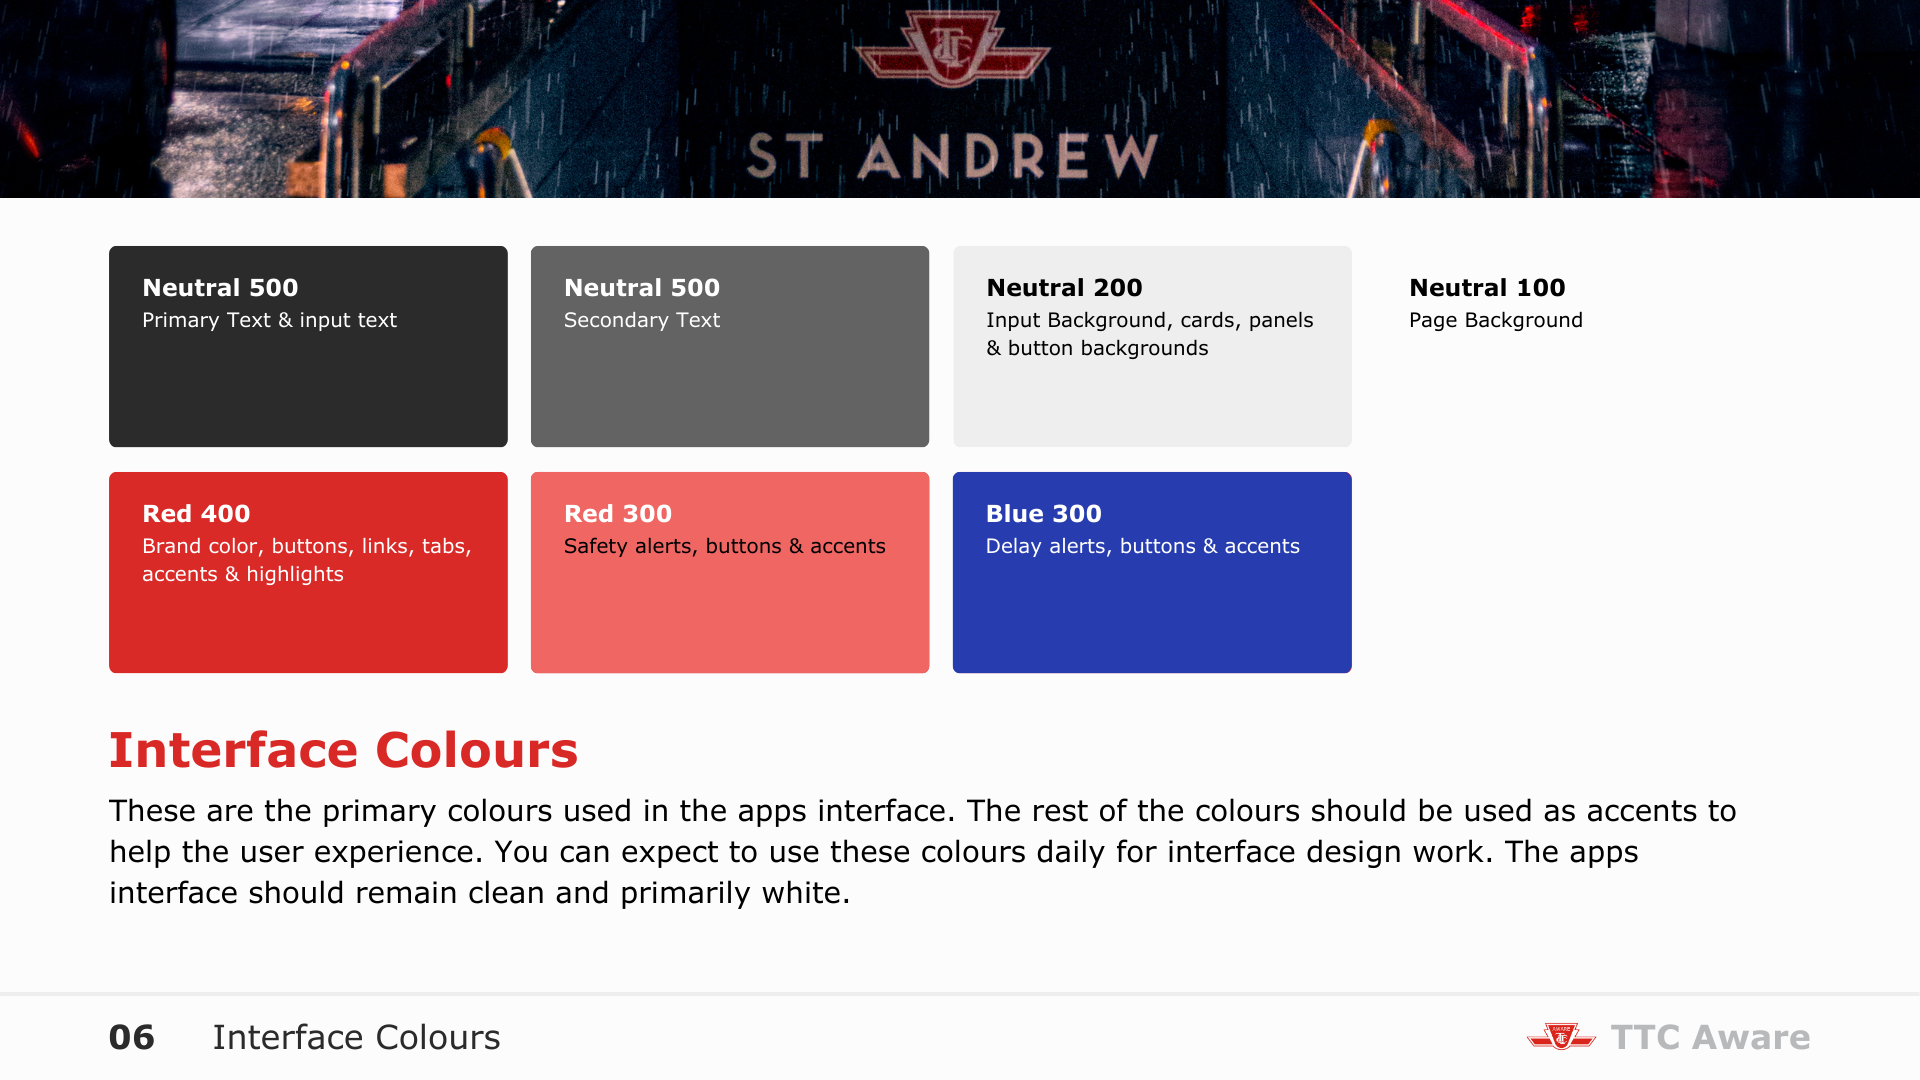 TTC
ST ANDREW
Neutral 500
Primary Text & input text
Neutral 500
Secondary Text
Neutral 200
Input Background, cards, panels
& button backgrounds
Neutral 100
Page Background
Red 400
Brand color, buttons, links, tabs,
accents & highlights
Red 300
Safety alerts, buttons & accents
Blue 300
Delay alerts, buttons & accents
Interface Colours
These are the primary colours used in the apps interface. The rest of the colours should be used as accents to
help the user experience. You can expect to use these colours daily for interface design work. The apps
interface should remain clean and primarily white.
06 Interface Colours
AWARE
TTC
TTC Aware